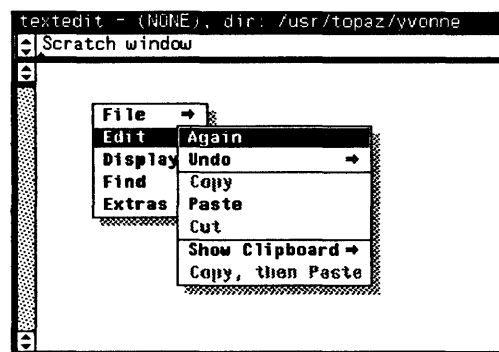 textedit - (NONE), dir: /usr/topaz/yvonne
Scratch window
File →
Edit
Display
Find
Extras
Again
Undo →
Copy
Paste
Cut
Show Clipboard →
Copy, then Paste